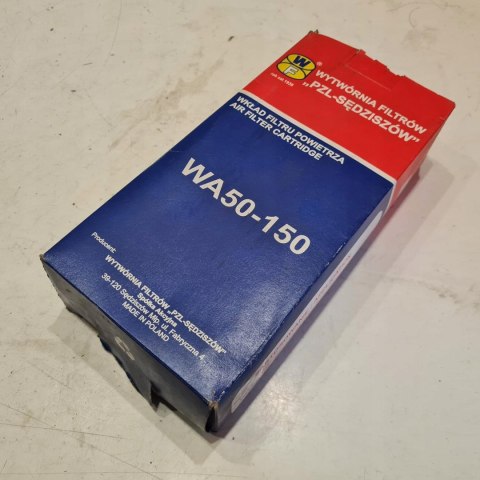 W
WYTWÓRNIA FILTRÓW
„PZL-SĘDZISZÓW”
WKŁAD FILTRU POWIETRZA
AIR FILTER CARTRIDGE
WA50-150
Producent:
WYTWÓRNIA FILTRÓW „PZL-SĘDZISZÓW”
Spółka Akcyjna
39-120 Sędziszów Młp. ul. Fabryczna 4
MADE IN POLAND